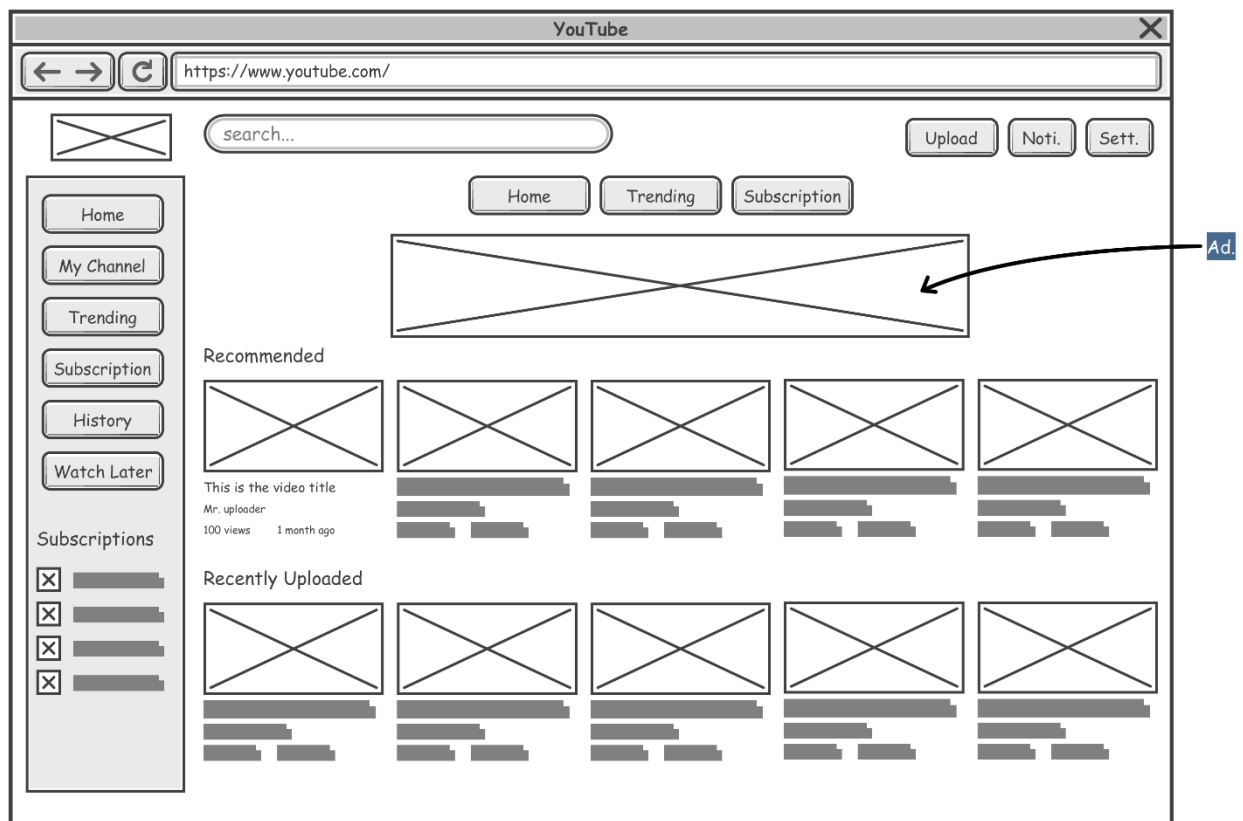 YouTube
https://www.youtube.com/
search...
Upload
Noti.
Sett.
Home
Trending
Subscription
Ad.
Home
My Channel
Trending
Subscription
History
Watch Later
Subscriptions
Recommended
This is the video title
Mr. uploader
100 views 1 month ago
Recently Uploaded